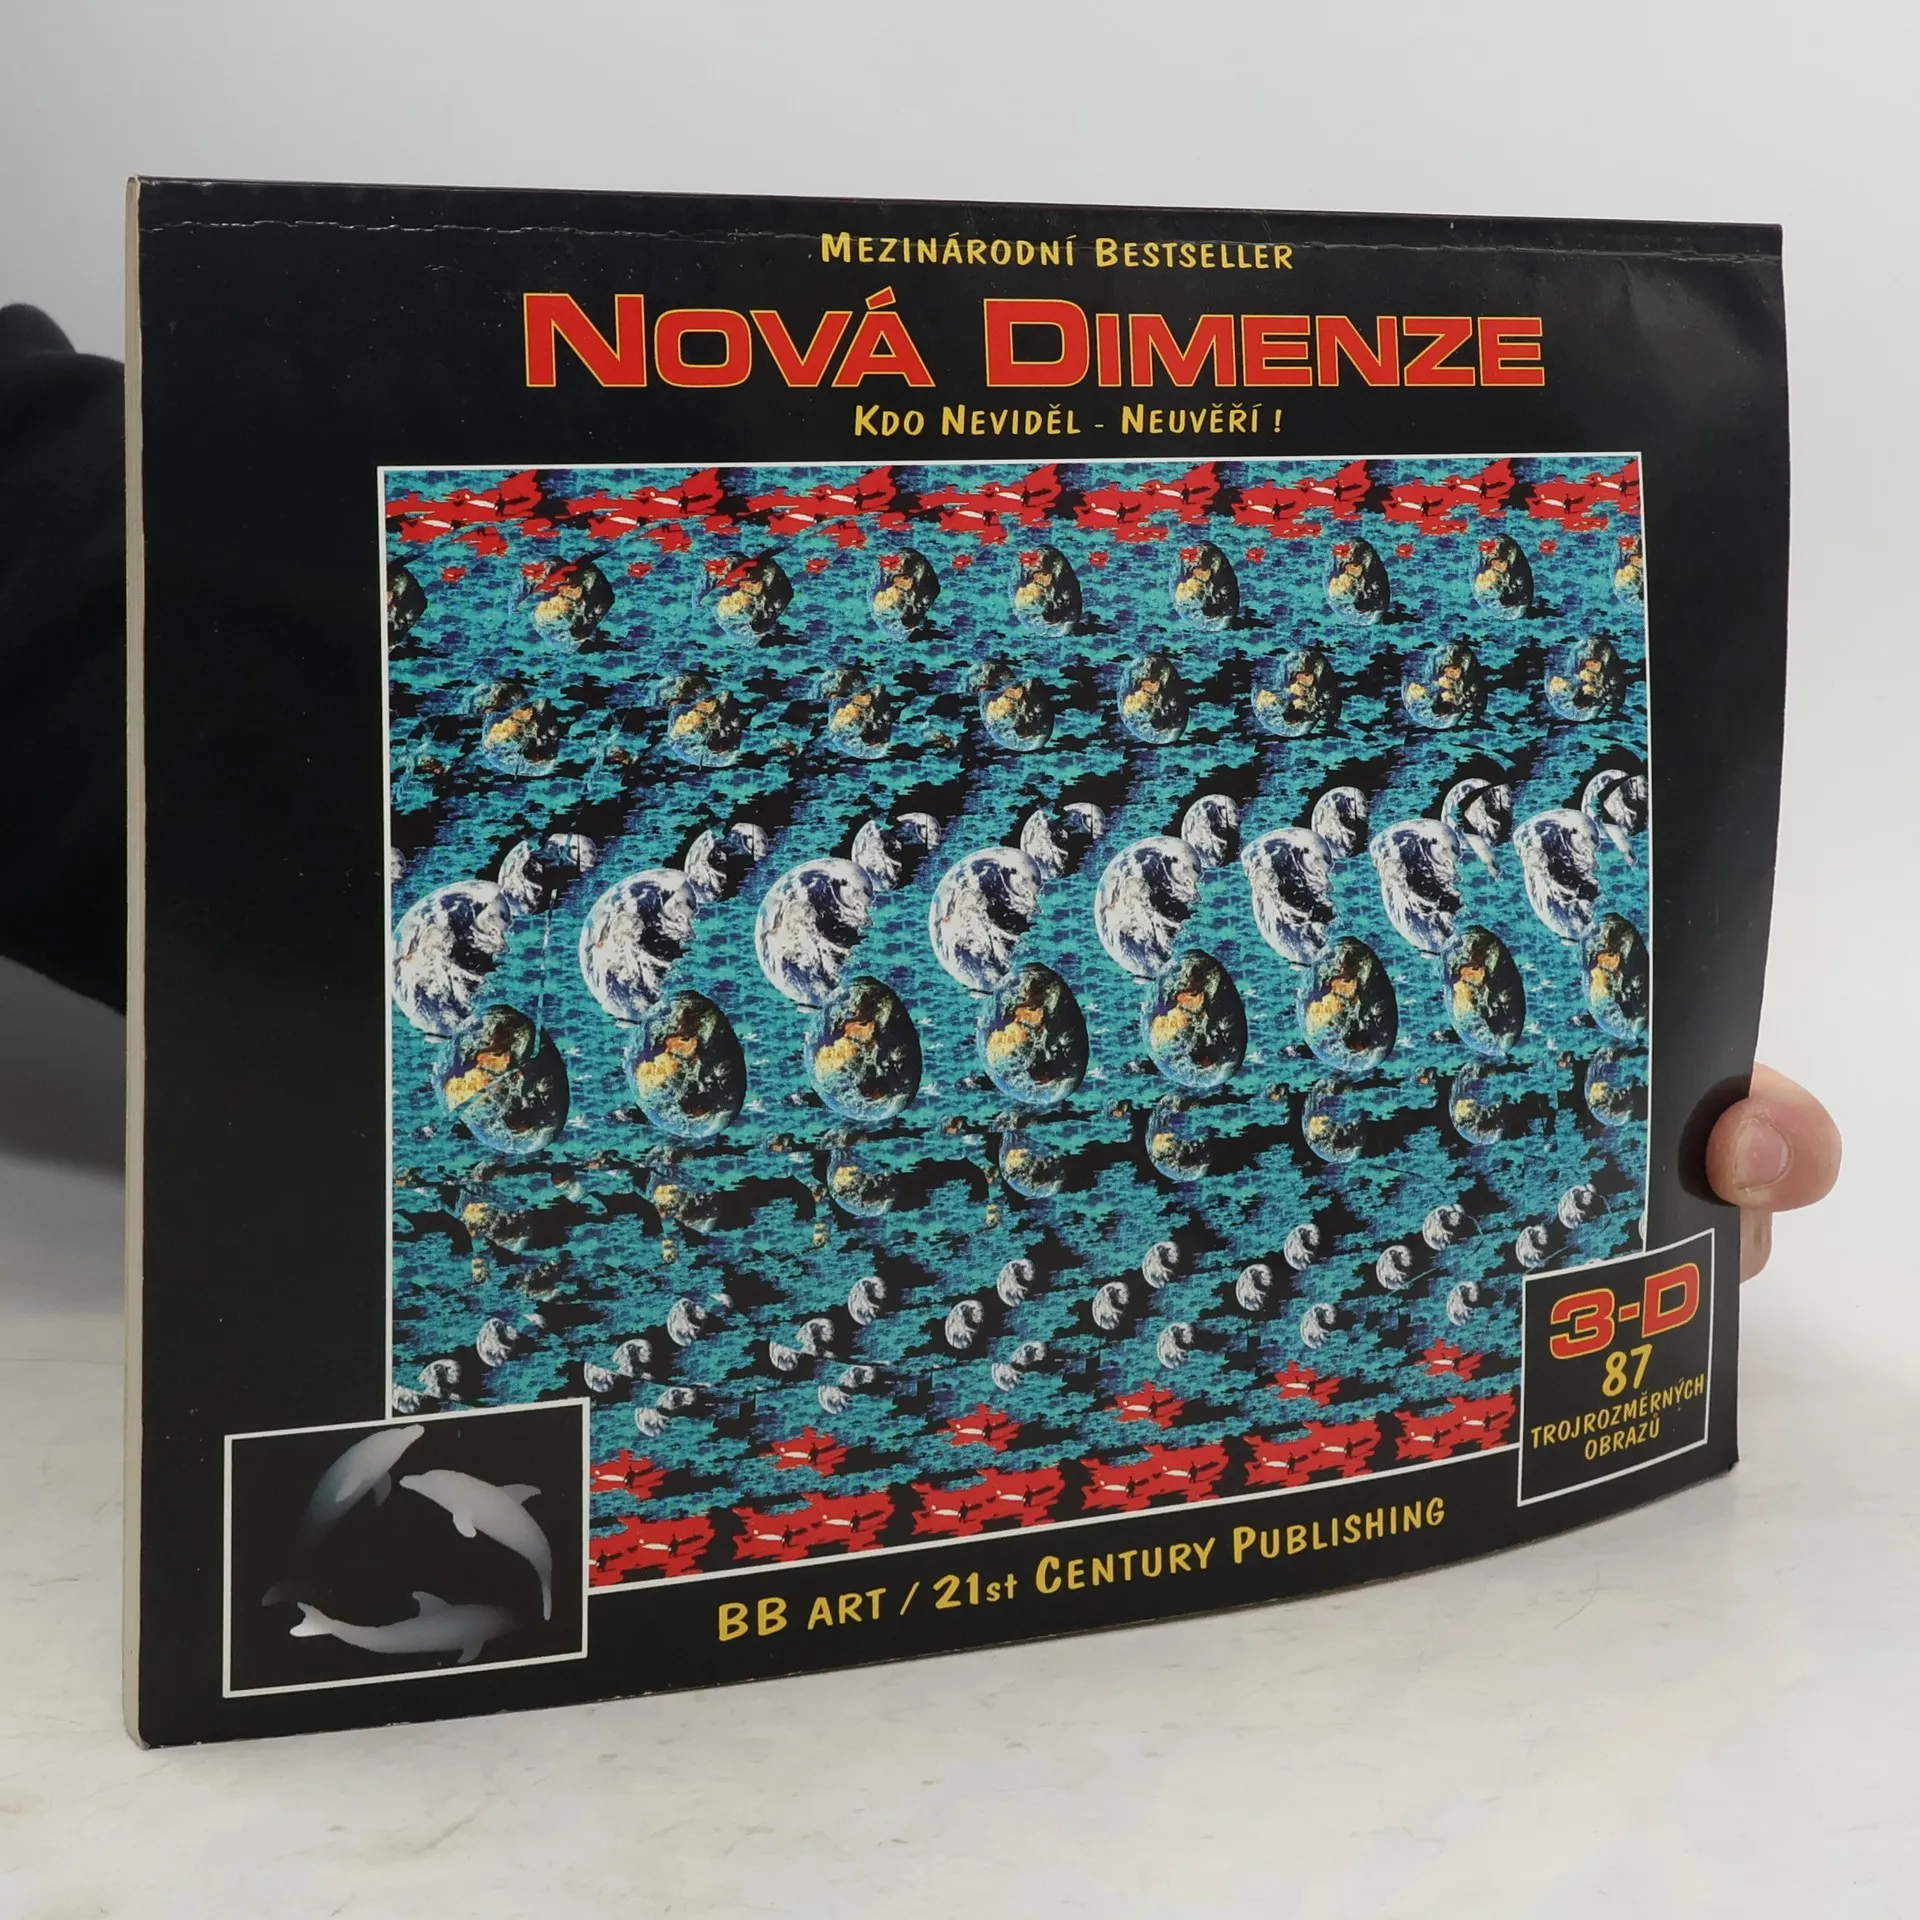 MEZINÁRODNÍ BESTSELLER
NOVÁ DIMENZE
KDO NEVIDĚL - NEUVĚŘÍ !
3-D
87
TROJROZMĚRNÝCH
OBRAZŮ
BB ART / 21st CENTURY PUBLISHING